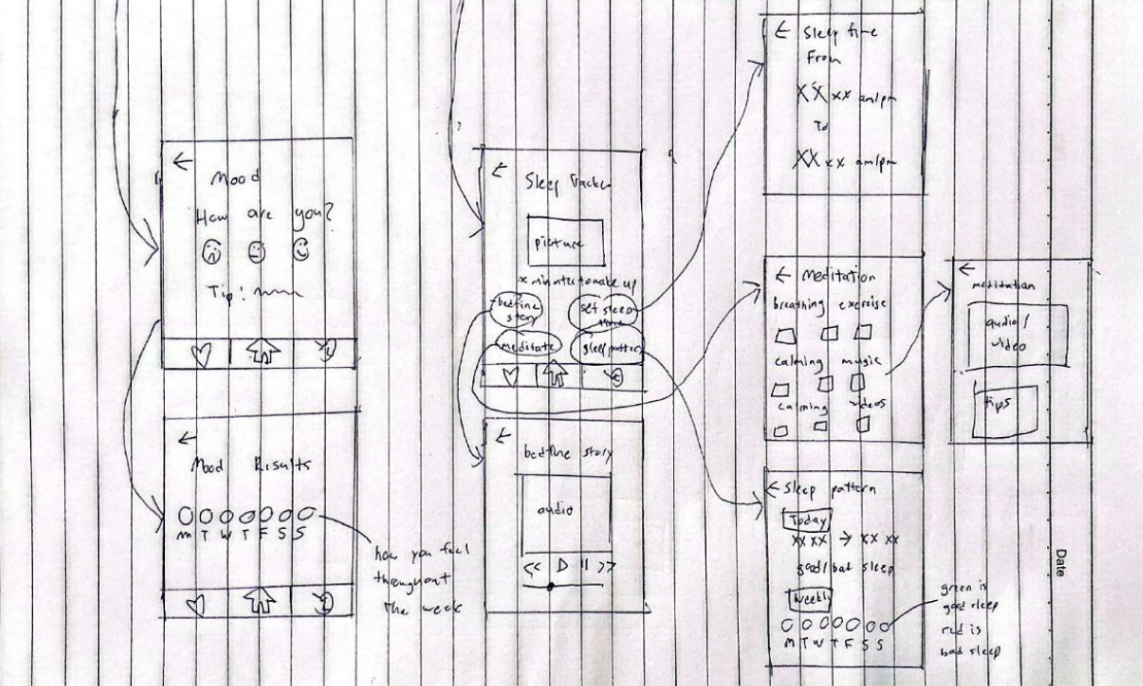 Mood
How are you?
Tip:
Mood Results
M T W T F S S
how you feel
throughout
the week
Sleep Tracker
picture
x minutes to wake up
bedtime
story
set sleep
time
meditate
sleep pattern
bedtime story
audio
<< ▷ || >>
Sleep time
From
XX xx am/pm
To
XX xx am/pm
Meditation
breathing exercise
calming music
calming videos
meditation
audio/
video
tips
Sleep pattern
Today
XX XX → XX XX
good/bad sleep
Weekly
M T W T F S S
green is
good sleep
red is
bad sleep
Date